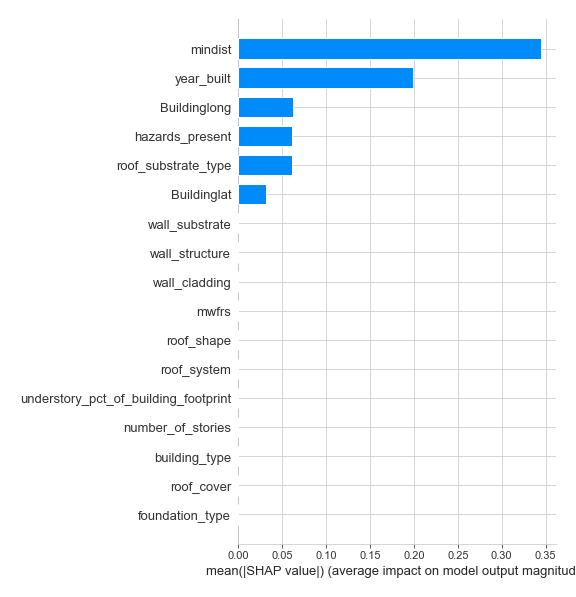 mindist
year_built
Buildinglong
hazards_present
roof_substrate_type
Buildinglat
wall_substrate
wall_structure
wall_cladding
mwfrs
roof_shape
roof_system
understory_pct_of_building_footprint
number_of_stories
building_type
roof_cover
foundation_type
0.00 0.05 0.10 0.15 0.20 0.25 0.30 0.35
mean(|SHAP value|) (average impact on model output magnitud